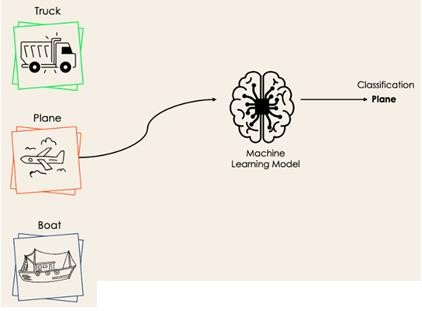 Truck
Plane
Boat
Machine
Learning Model
Classification
Plane